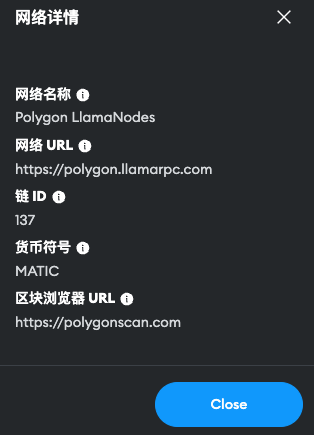 网络详情
网络名称
Polygon LlamaNodes
网络 URL
https://polygon.llamarpc.com
链 ID
137
货币符号
MATIC
区块浏览器 URL
https://polygonscan.com
Close